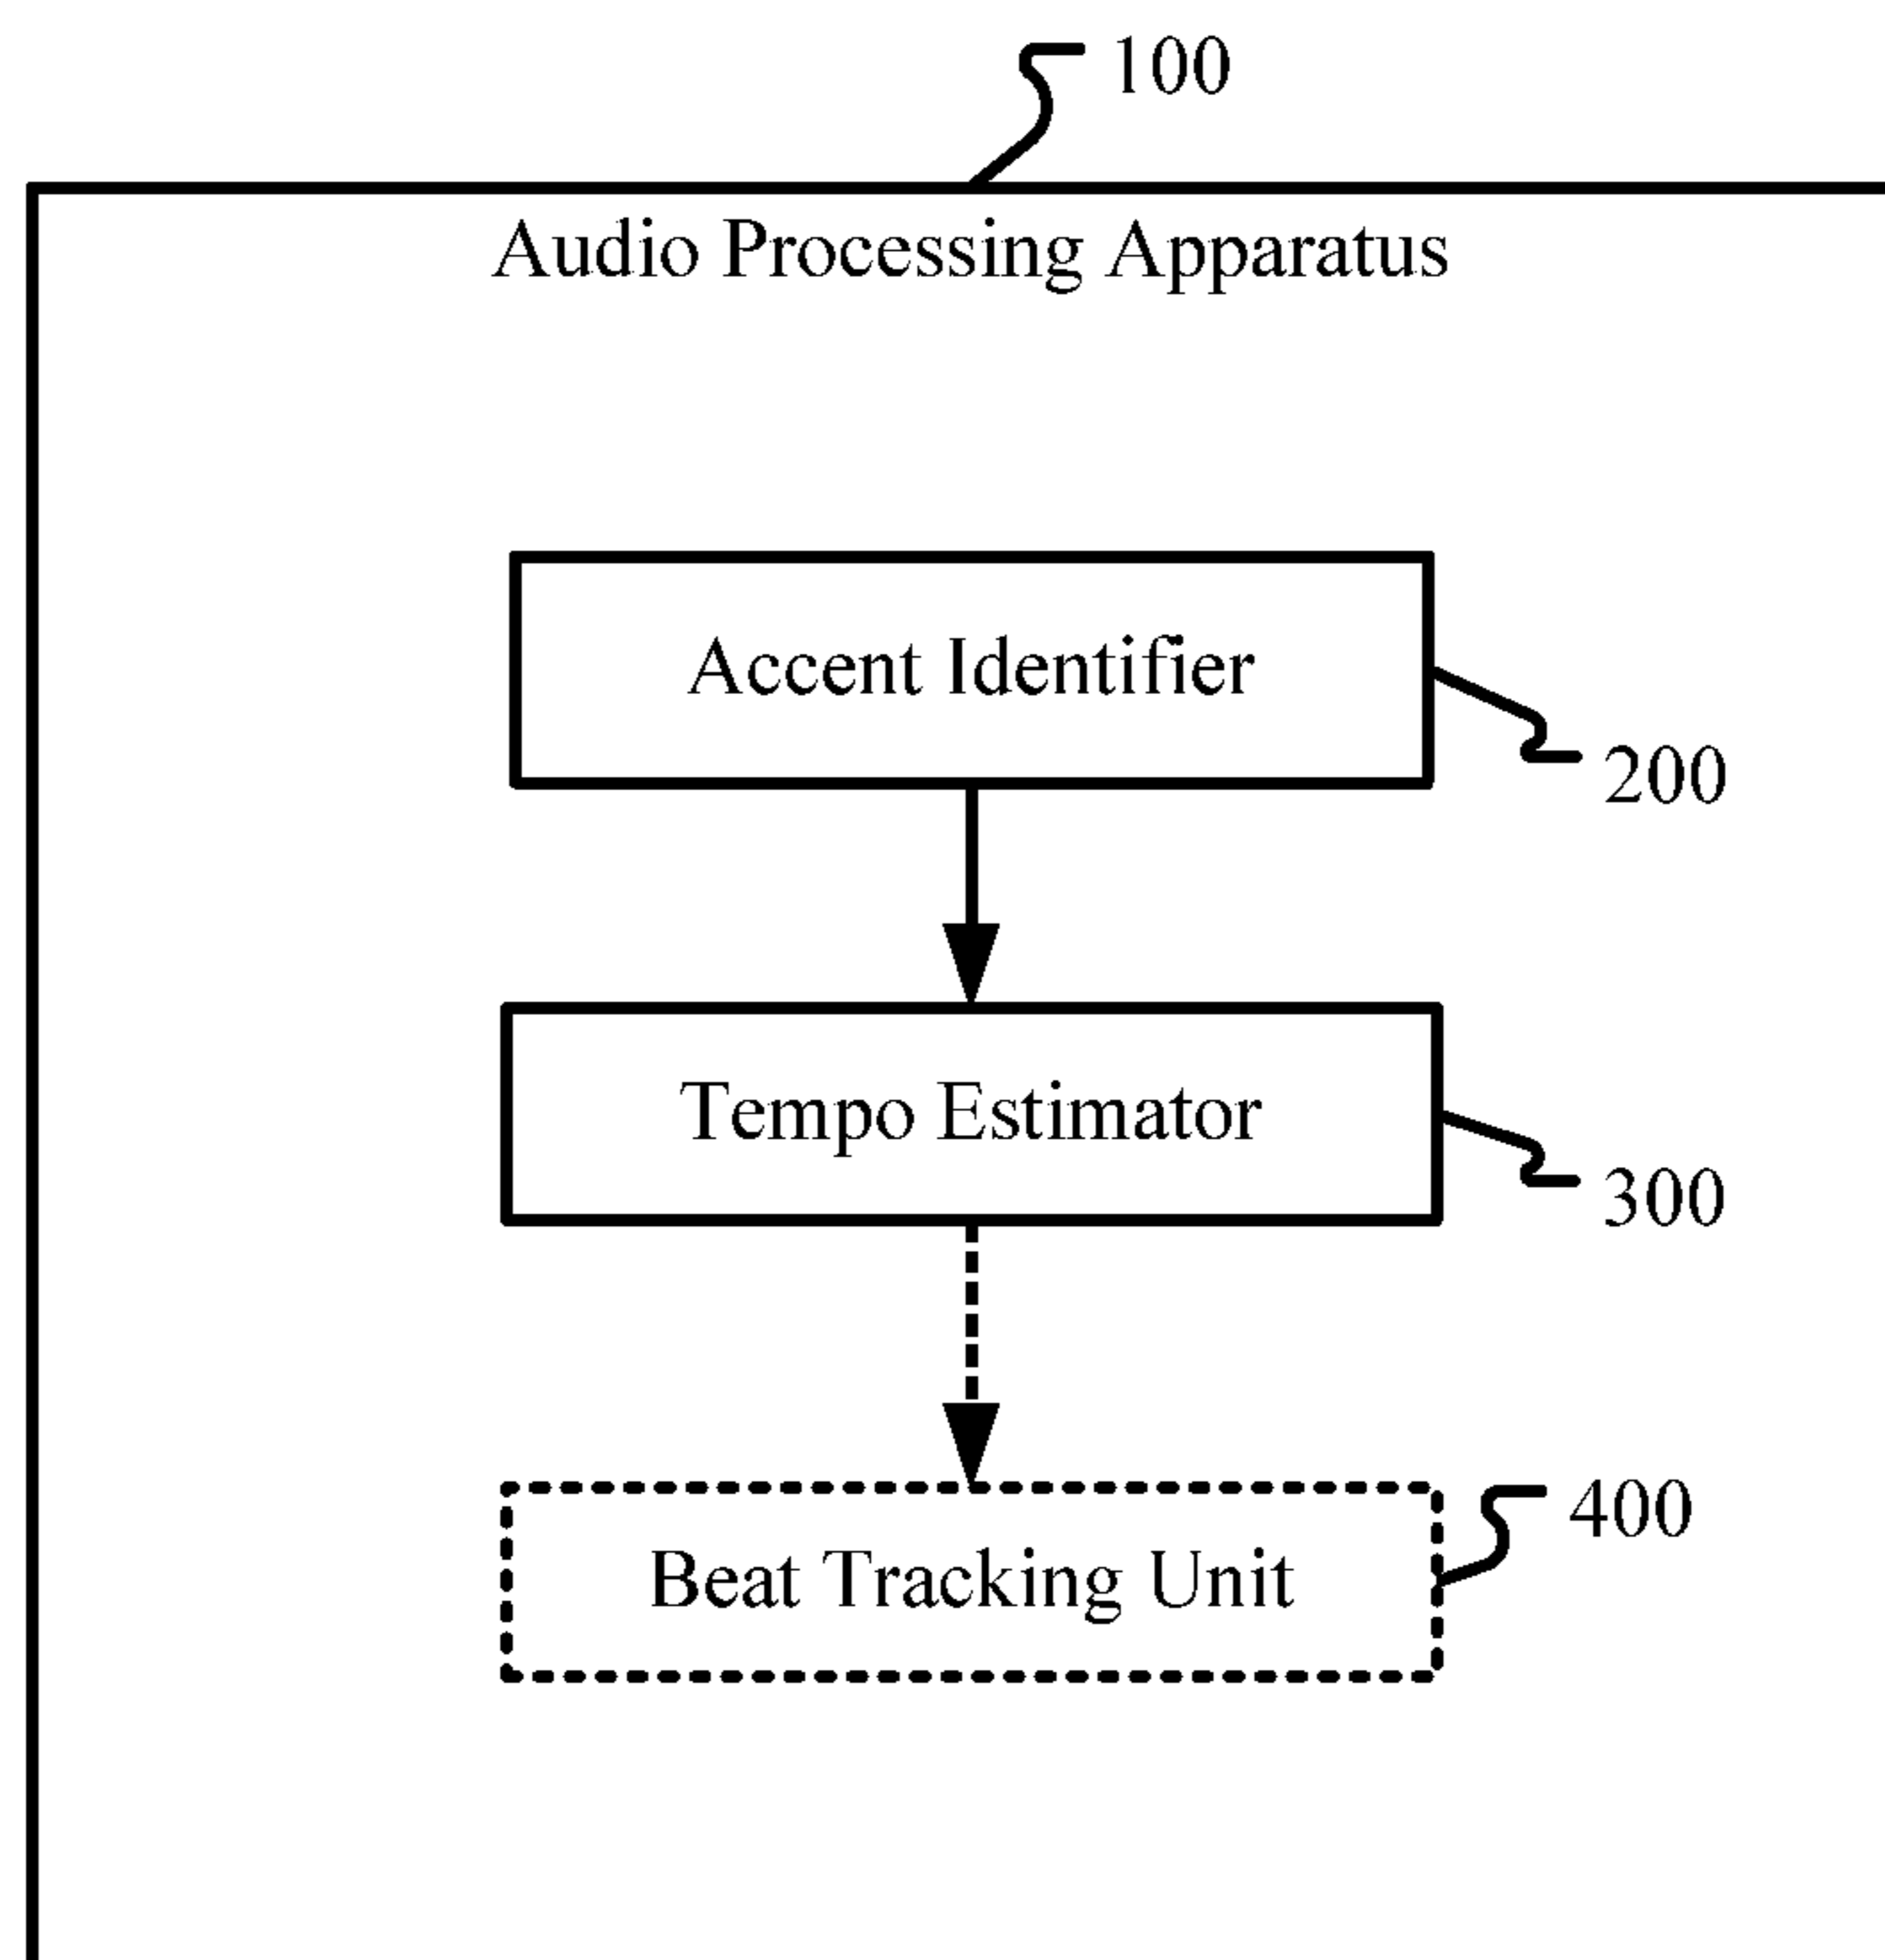 100
Audio Processing Apparatus
Accent Identifier
200
Tempo Estimator
300
400
Beat Tracking Unit